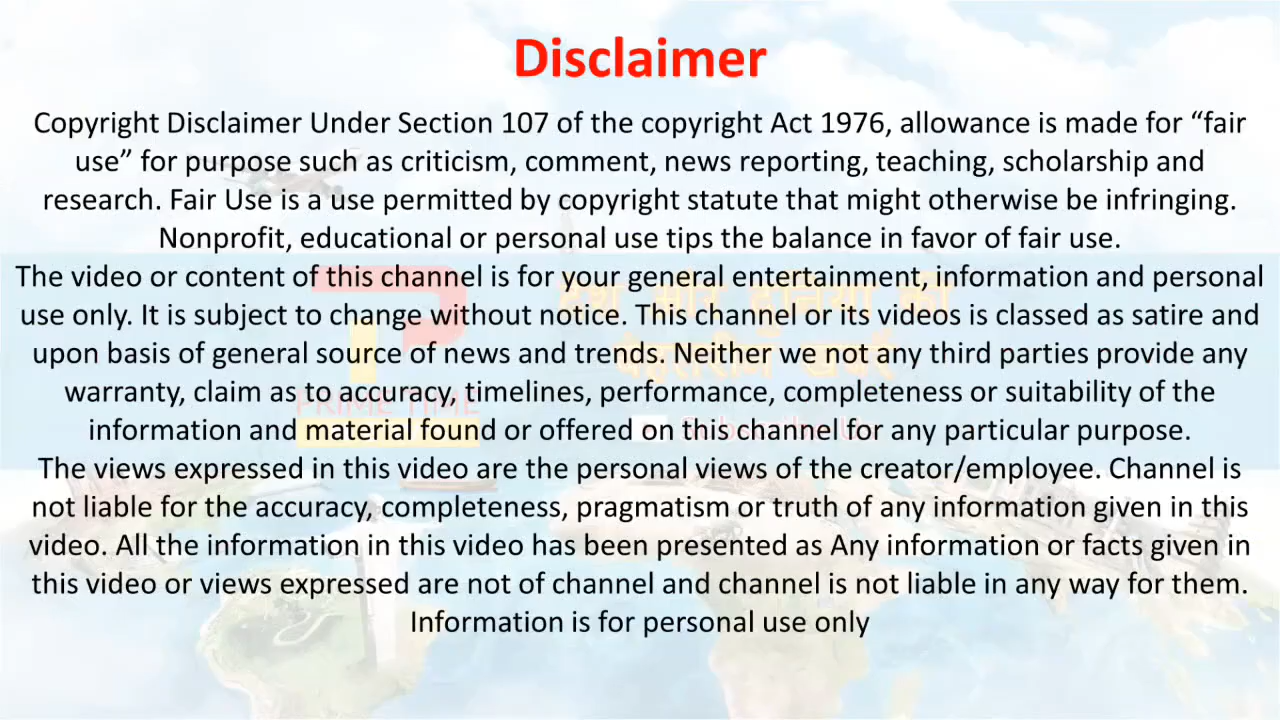 Disclaimer
Copyright Disclaimer Under Section 107 of the copyright Act 1976, allowance is made for “fair
use” for purpose such as criticism, comment, news reporting, teaching, scholarship and
research. Fair Use is a use permitted by copyright statute that might otherwise be infringing.
Nonprofit, educational or personal use tips the balance in favor of fair use.
The video or content of this channel is for your general entertainment, information and personal
use only. It is subject to change without notice. This channel or its videos is classed as satire and
upon basis of general source of news and trends. Neither we not any third parties provide any
warranty, claim as to accuracy, timelines, performance, completeness or suitability of the
information and material found or offered on this channel for any particular purpose.
The views expressed in this video are the personal views of the creator/employee. Channel is
not liable for the accuracy, completeness, pragmatism or truth of any information given in this
video. All the information in this video has been presented as Any information or facts given in
this video or views expressed are not of channel and channel is not liable in any way for them.
Information is for personal use only
देश और दुनिया की
बेहतरीन खबरें
PRIME TIME
Subscribe Us